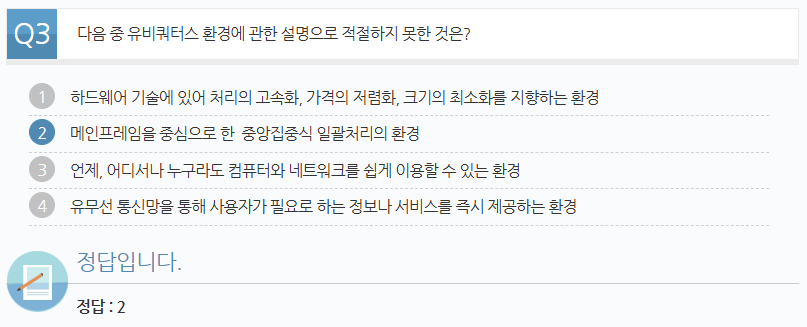 Q3 다음 중 유비쿼터스 환경에 관한 설명으로 적절하지 못한 것은?
1 하드웨어 기술에 있어 처리의 고속화, 가격의 저렴화, 크기의 최소화를 지향하는 환경
2 메인프레임을 중심으로 한 중앙집중식 일괄처리의 환경
3 언제, 어디서나 누구라도 컴퓨터와 네트워크를 쉽게 이용할 수 있는 환경
4 유무선 통신망을 통해 사용자가 필요로 하는 정보나 서비스를 즉시 제공하는 환경
정답입니다.
정답 : 2